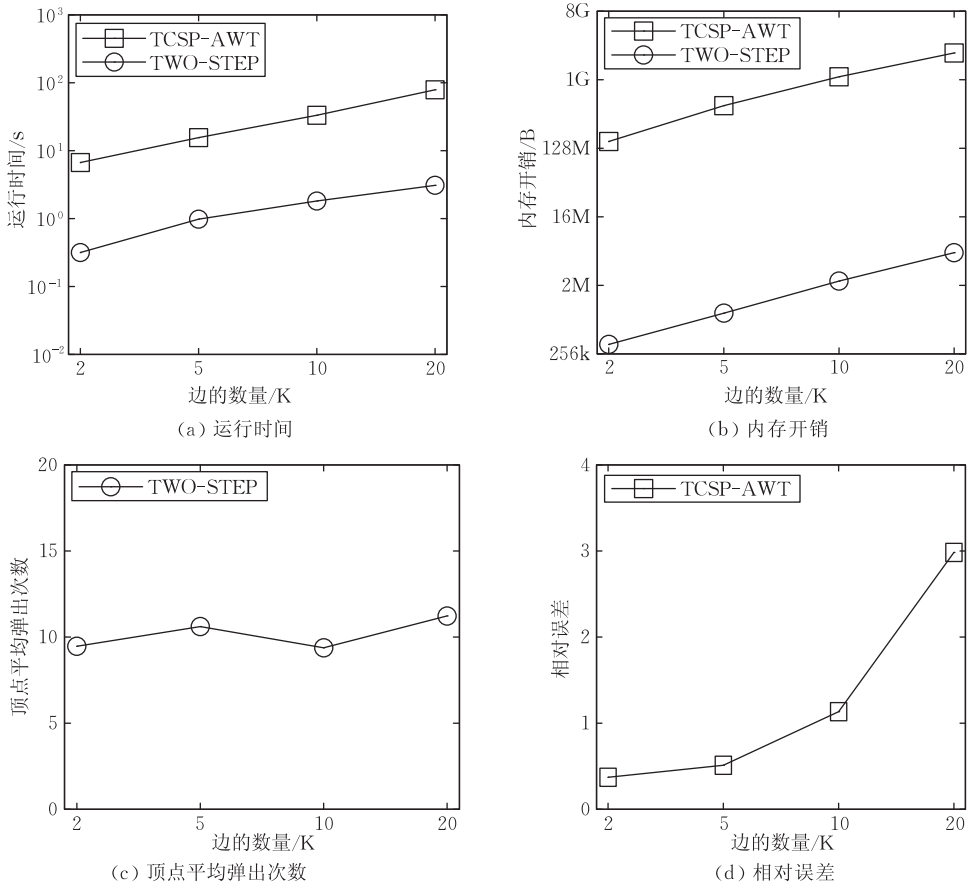 10³
10²
10¹
10⁰
10⁻¹
10⁻²
运行时间/s
TCSP-AWT
TWO-STEP
2 5 10 20
边的数量/K
(a) 运行时间
8G
1G
128M
16M
2M
256k
内存开销/B
TCSP-AWT
TWO-STEP
2 5 10 20
边的数量/K
(b) 内存开销
20
15
10
5
0
顶点平均弹出次数
TWO-STEP
2 5 10 20
边的数量/K
(c) 顶点平均弹出次数
4
3
2
1
0
相对误差
TCSP-AWT
2 5 10 20
边的数量/K
(d) 相对误差